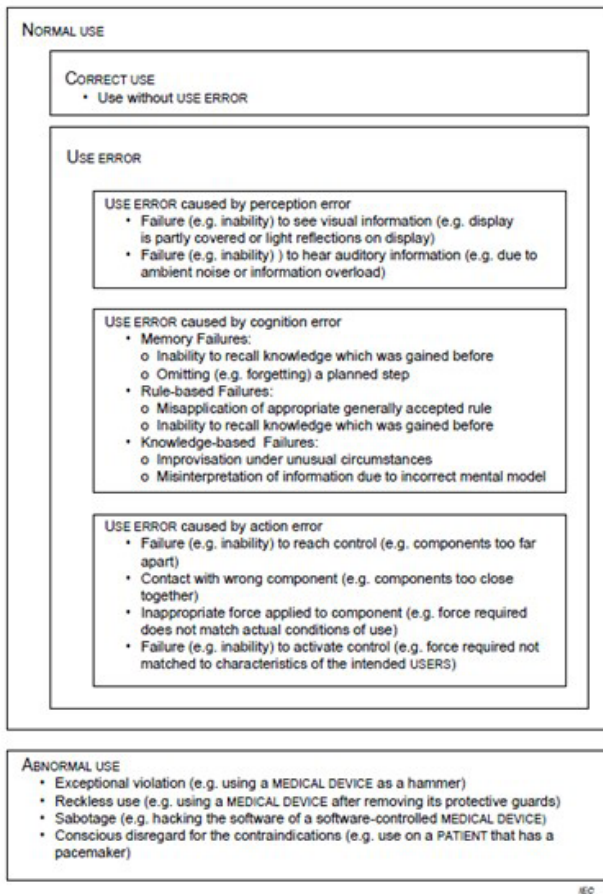 NORMAL USE
CORRECT USE
• Use without USE ERROR
USE ERROR
USE ERROR caused by perception error
• Failure (e.g. inability) to see visual information (e.g. display
is partly covered or light reflections on display)
• Failure (e.g. inability) ) to hear auditory information (e.g. due to
ambient noise or information overload)
USE ERROR caused by cognition error
• Memory Failures:
o Inability to recall knowledge which was gained before
o Omitting (e.g. forgetting) a planned step
• Rule-based Failures:
o Misapplication of appropriate generally accepted rule
o Inability to recall knowledge which was gained before
• Knowledge-based Failures:
o Improvisation under unusual circumstances
o Misinterpretation of information due to incorrect mental model
USE ERROR caused by action error
• Failure (e.g. inability) to reach control (e.g. components too far
apart)
• Contact with wrong component (e.g. components too close
together)
• Inappropriate force applied to component (e.g. force required
does not match actual conditions of use)
• Failure (e.g. inability) to activate control (e.g. force required not
matched to characteristics of the intended USERS)
ABNORMAL USE
• Exceptional violation (e.g. using a MEDICAL DEVICE as a hammer)
• Reckless use (e.g. using a MEDICAL DEVICE after removing its protective guards)
• Sabotage (e.g. hacking the software of a software-controlled MEDICAL DEVICE)
• Conscious disregard for the contraindications (e.g. use on a PATIENT that has a
pacemaker)
IEC